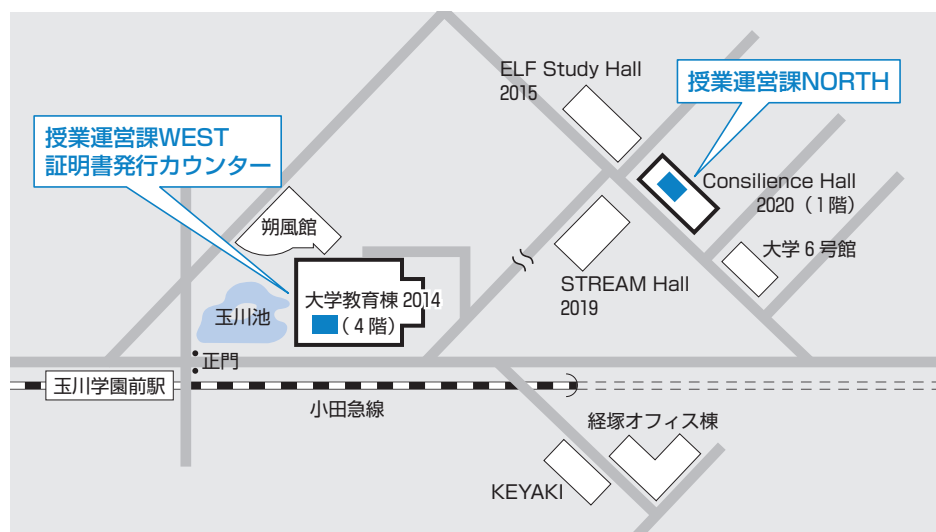 ELF Study Hall
2015
授業運営課NORTH
授業運営課WEST
証明書発行カウンター
Consilience Hall
2020（1階）
朔風館
大学6号館
STREAM Hall
2019
大学教育棟 2014
（4階）
玉川池
正門
玉川学園前駅
小田急線
経塚オフィス棟
KEYAKI